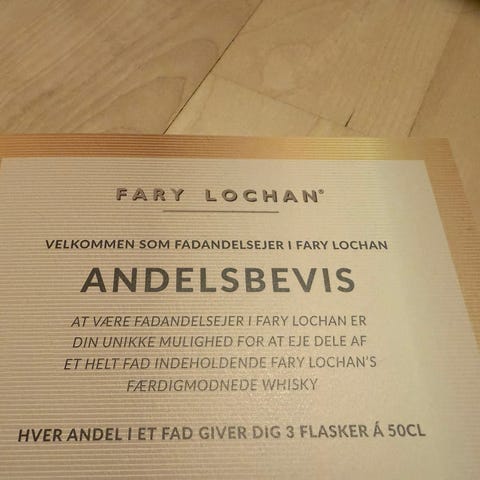 FARY LOCHAN®
VELKOMMEN SOM FADANDELSEJER I FARY LOCHAN
ANDELSBEVIS
AT VÆRE FADANDELSEJER I FARY LOCHAN ER
DIN UNIKKE MULIGHED FOR AT EJE DELE AF
ET HELT FAD INDEHOLDENDE FARY LOCHAN'S
FÆRDIGMODNEDE WHISKY
HVER ANDEL I ET FAD GIVER DIG 3 FLASKER Á 50CL